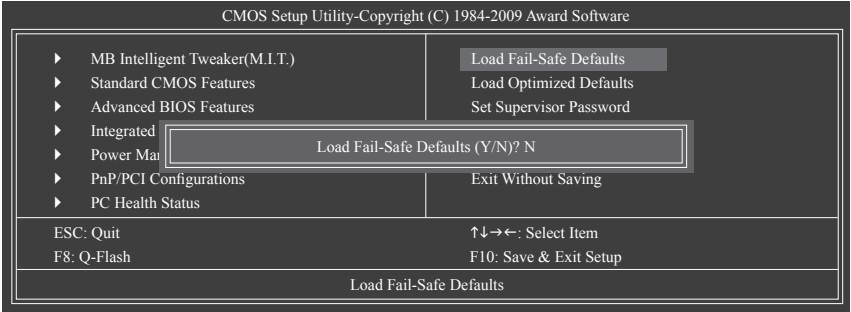 CMOS Setup Utility-Copyright (C) 1984-2009 Award Software
MB Intelligent Tweaker(M.I.T.)
Standard CMOS Features
Advanced BIOS Features
Integrated
Power
PnP/PCI Configurations
PC Health Status
Load Fail-Safe Defaults
Load Optimized Defaults
Set Supervisor Password
Exit Without Saving
Load Fail-Safe Defaults (Y/N)? N
ESC: Quit
↑↓→←: Select Item
F8: Q-Flash
F10: Save & Exit Setup
Load Fail-Safe Defaults